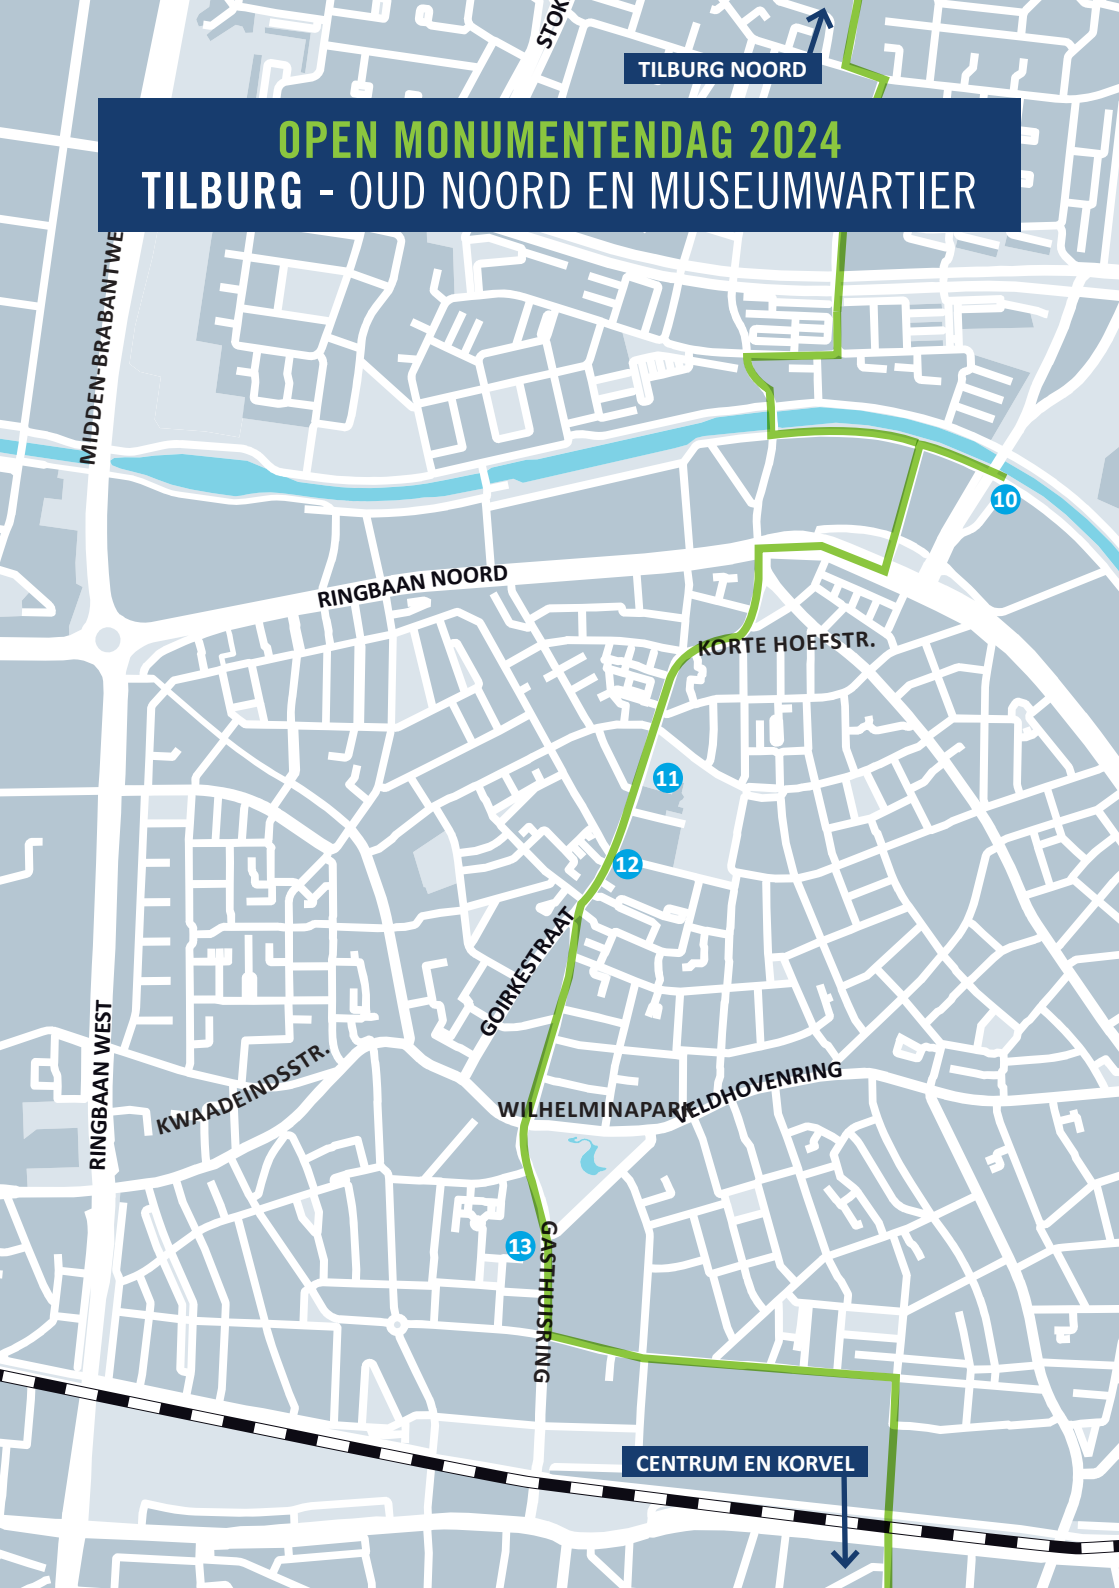 STOK
TILBURG NOORD
OPEN MONUMENTENDAG 2024
TILBURG - OUD NOORD EN MUSEUMWARTIER
MIDDEN-BRABANTWE
10
RINGBAAN NOORD
KORTE HOEFSTR.
11
12
GOIRKESTRAAT
RINGBAAN WEST
KWAADEINDSSTR.
VELDHOVENRING
WILHELMINAPARK
13
GASTHUISRING
CENTRUM EN KORVEL